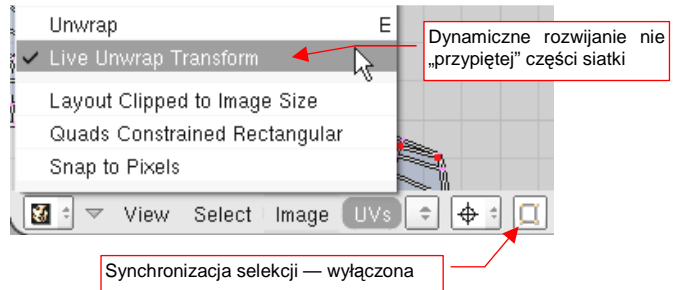 Unwrap E
Live Unwrap Transform
Layout Clipped to Image Size
Quads Constrained Rectangular
Snap to Pixels
View Select Image UVs
Dynamiczne rozwijanie nie
„przypiętej” części siatki
Synchronizacja selekcji — wyłączona